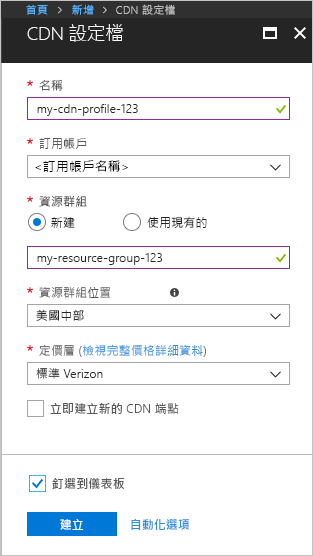 首頁 > 新增 > CDN 設定檔
CDN 設定檔
* 名稱
my-cdn-profile-123
* 訂用帳戶
<訂用帳戶名稱>
* 資源群組
新建 使用現有的
my-resource-group-123
* 資源群組位置
美國中部
* 定價層 (檢視完整價格詳細資料)
標準 Verizon
立即建立新的 CDN 端點
釘選到儀表板
建立 自動化選項